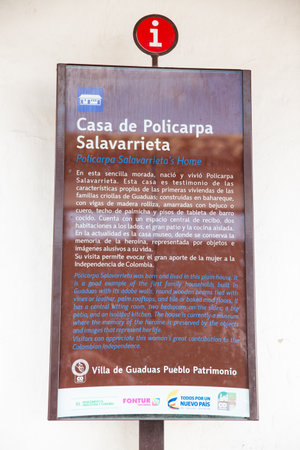 i
Casa de Policarpa
Salavarrieta
Policarpa Salavarrieta's Home
En esta sencilla morada, nació y vivió Policarpa
Salavarrieta. Esta casa es testimonio de las
características propias de las primeras viviendas de las
familias criollas de Guaduas; construidas en bahareque,
con vigas de madera rolliza, amarradas con bejuco o
cuero, techo de palmicha y pisos de tableta de barro
cocido. Cuenta con un espacio central de recibo, dos
habitaciones a los lados, el gran patio y la cocina aislada.
En la actualidad es la casa museo, donde se conserva la
memoria de la heroína, representada por objetos e
imágenes alusivos a su vida.
Su visita permite evocar el gran aporte de la mujer a la
Independencia de Colombia.
Policarpa Salavarrieta was born and lived in this plain house. It
is a good example of the first family households built in
Guaduas with its adobe walls, round wooden beams tied with
vines or leather, palm rooftops, and tile or baked mud floors. It
has a central sitting room, two bedrooms on the sides, a big
patio, and an isolated kitchen. The house is currently a museum
where the memory of the heroine is preserved by the objects
and images that represent her life.
Visitors can appreciate this woman's great contribution to the
Colombian Independence.
CO Villa de Guaduas Pueblo Patrimonio
FONTUR
TODOS POR UN
NUEVO PAÍS